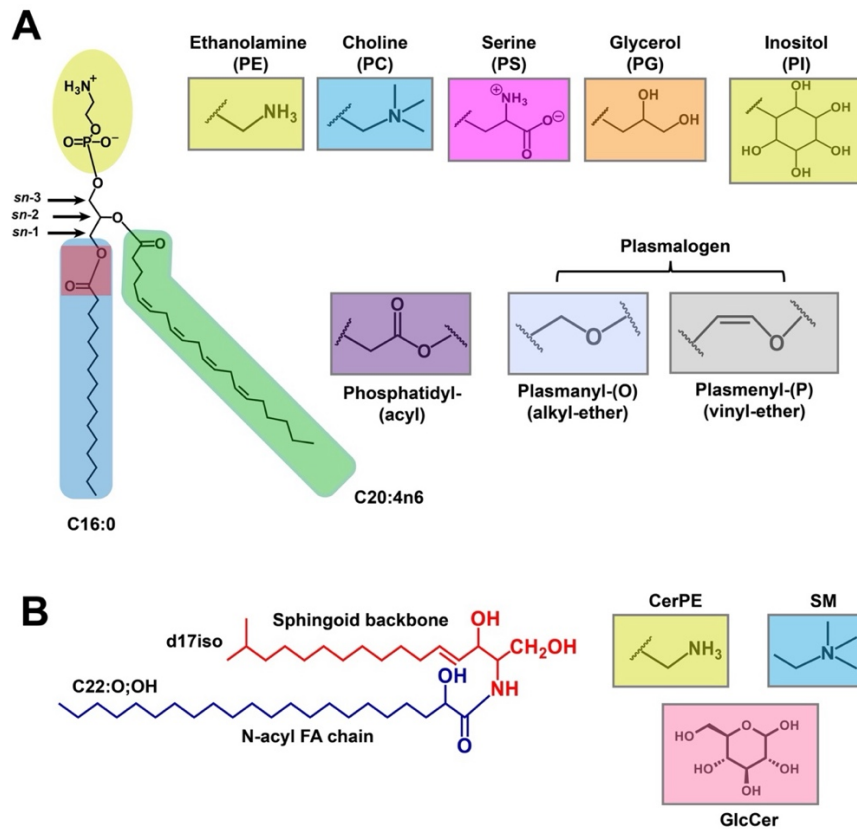 A
Ethanolamine (PE)
Choline (PC)
Serine (PS)
Glycerol (PG)
Inositol (PI)
H₃N⁺
O
O=P-O⁻
O
sn-3
sn-2
sn-1
O
O
O
O
NH₃
N⁺
⊕NH₃
O⊖
O
OH
OH
OH
OH
OH
HO
OH
Plasmalogen
O
O
O
O
Phosphatidyl-
(acyl)
Plasmanyl-(O)
(alkyl-ether)
Plasmenyl-(P)
(vinyl-ether)
C16:0
C20:4n6
B
Sphingoid backbone
d17iso
OH
CH₂OH
C22:O;OH
OH
NH
O
N-acyl FA chain
CerPE
SM
NH₃
N⁺
HO
O
OH
HO
OH
OH
GlcCer